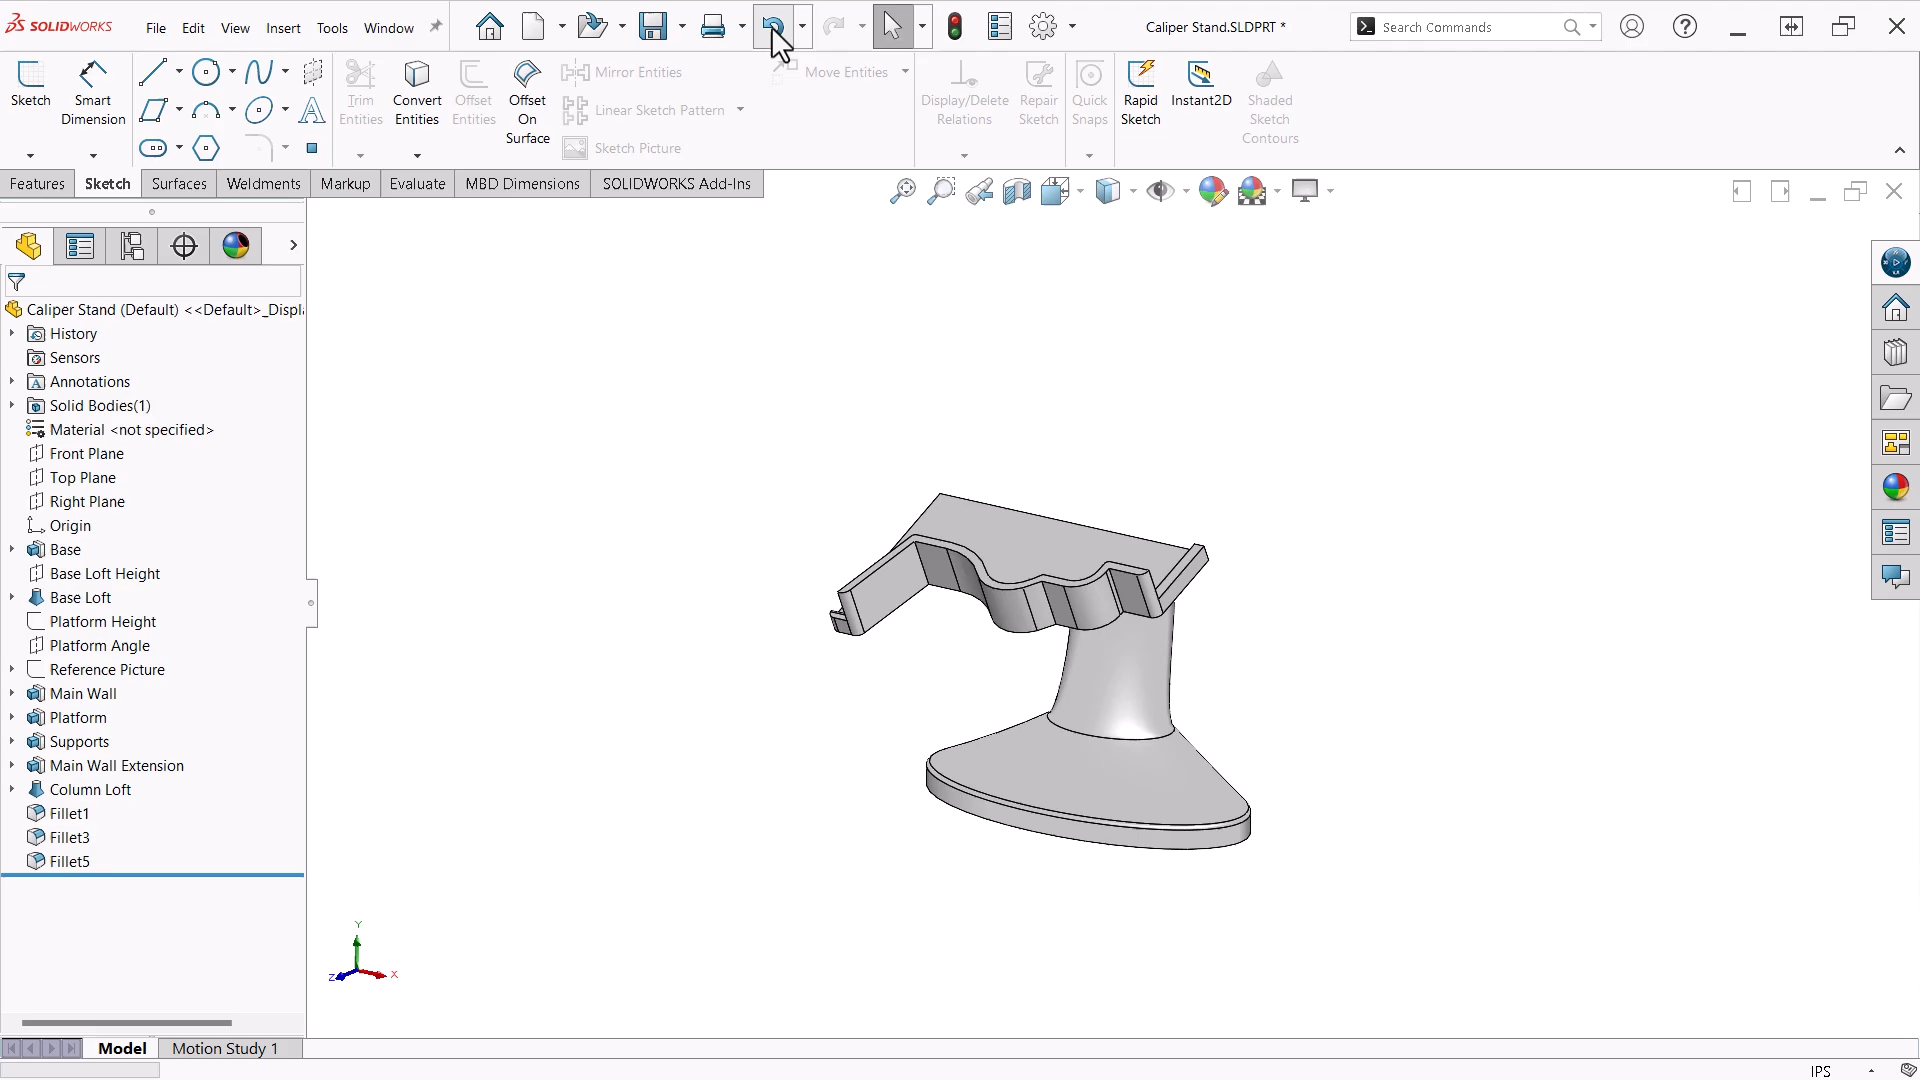 SOLIDWORKS
File Edit View Insert Tools Window
Caliper Stand.SLDPRT *
Search Commands
Sketch
Smart Dimension
Trim Entities
Convert Entities
Offset Entities
Offset On Surface
Mirror Entities
Linear Sketch Pattern
Sketch Picture
Move Entities
Display/Delete Relations
Repair Sketch
Quick Snaps
Rapid Sketch
Instant2D
Shaded Sketch Contours
Features Sketch Surfaces Weldments Markup Evaluate MBD Dimensions SOLIDWORKS Add-Ins
Caliper Stand (Default) <<Default>_Displ
History
Sensors
Annotations
Solid Bodies(1)
Material <not specified>
Front Plane
Top Plane
Right Plane
Origin
Base
Base Loft Height
Base Loft
Platform Height
Platform Angle
Reference Picture
Main Wall
Platform
Supports
Main Wall Extension
Column Loft
Fillet1
Fillet3
Fillet5
Y
Z
X
Model Motion Study 1
IPS